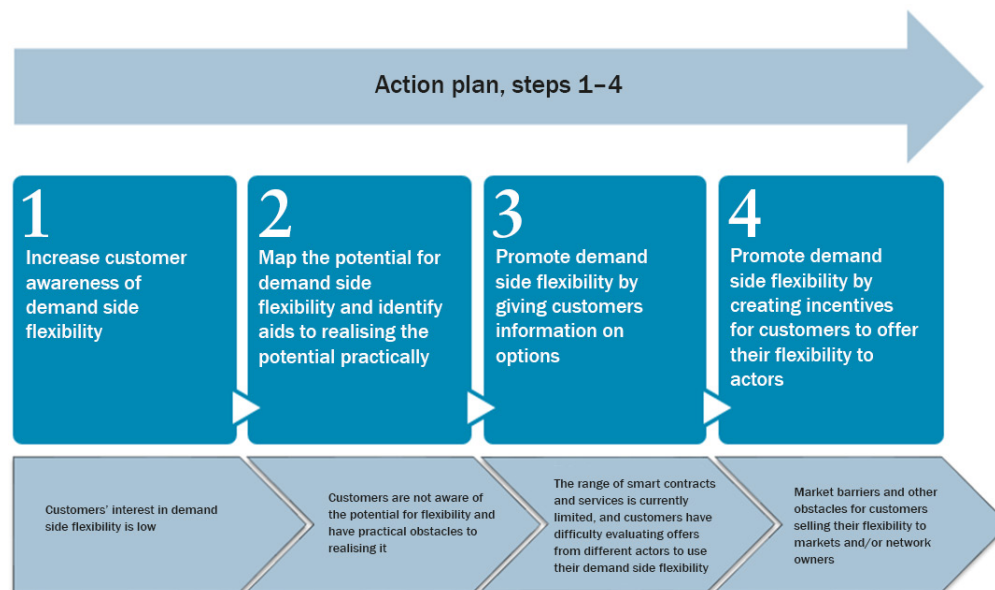 Action plan, steps 1–4
1
Increase customer
awareness of
demand side
flexibility
2
Map the potential for
demand side
flexibility and identify
aids to realising the
potential practically
3
Promote demand
side flexibility by
giving customers
information on
options
4
Promote demand
side flexibility by
creating incentives
for customers to offer
their flexibility to
actors
Customers' interest in demand
side flexibility is low
Customers are not aware of
the potential for flexibility and
have practical obstacles to
realising it
The range of smart contracts
and services is currently
limited, and customers have
difficulty evaluating offers
from different actors to use
their demand side flexibility
Market barriers and other
obstacles for customers
selling their flexibility to
markets and/or network
owners